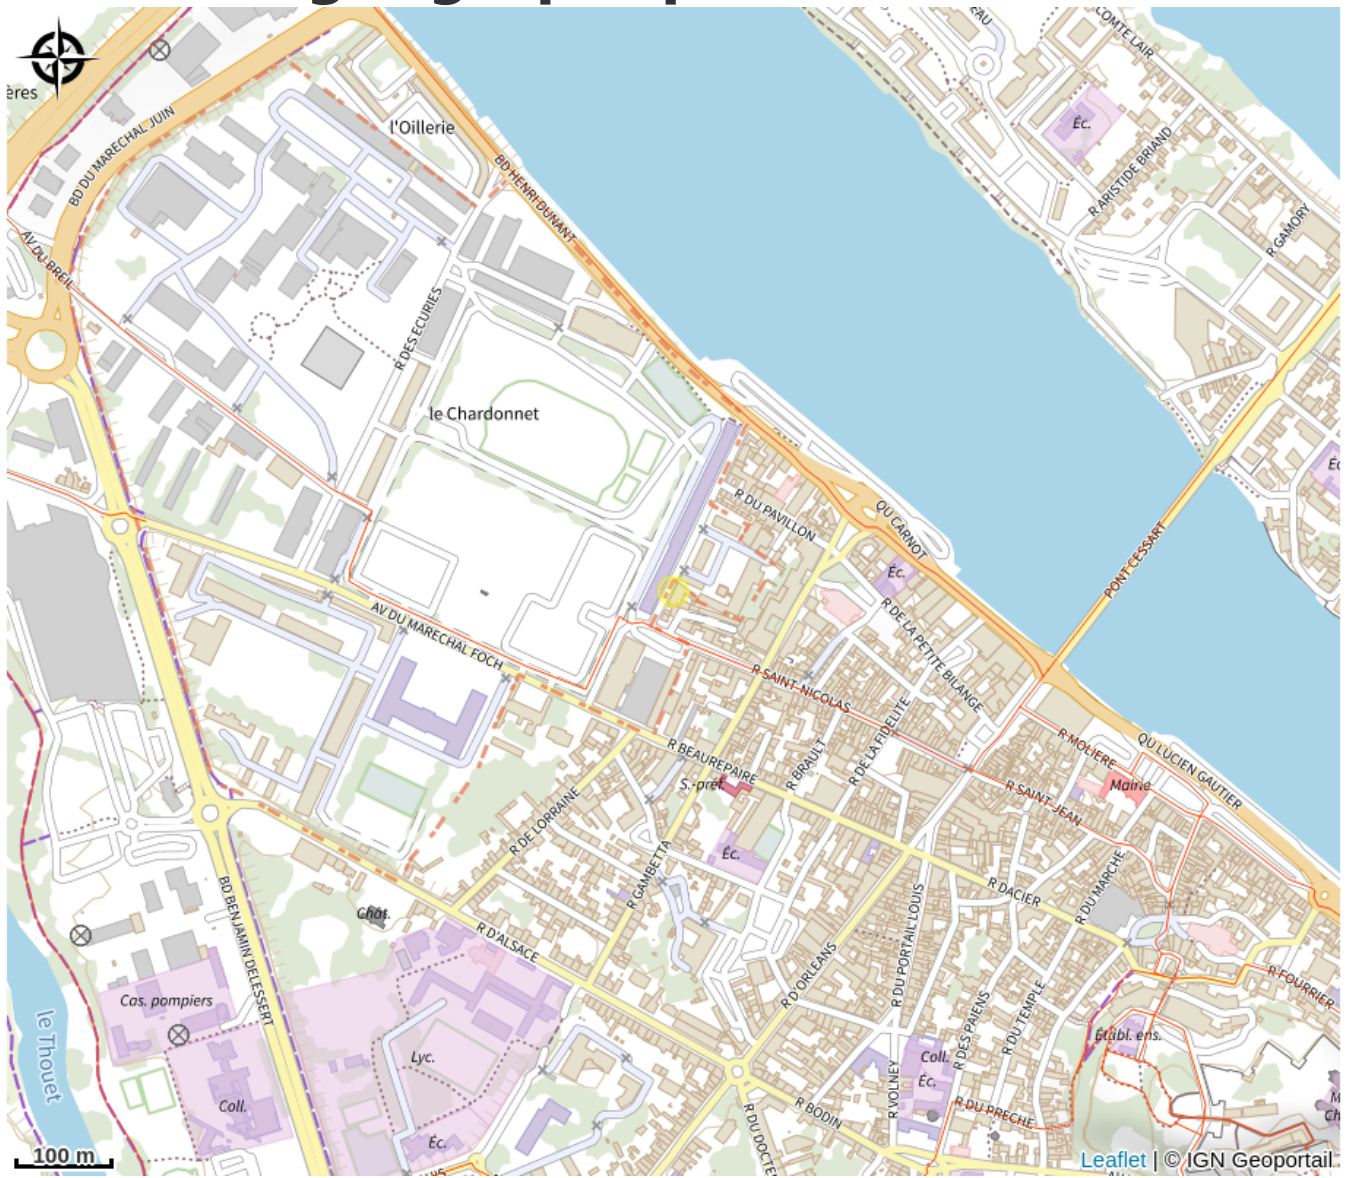 COMTE LAIR
ères
BD DU MARECHAL JUIN
l'Oillerie
Éc.
R ARISTIDE BRIAND
BD HENRI DUNANT
R GAMORY
AV DU BREIL
R DES ECURIES
le Chardonnet
R DU PAVILLON
QU CARNOT
PONT CESSART
Éc.
AV DU MARECHAL FOCH
R DE LA PETITE BILANGE
R SAINT-NICOLAS
R DE LA FIDELITE
R BEAUREPAIRE
R BRAULT
S.-préf.
R MOLIERE
QU LUCIEN GAUTIER
Mairie
R SAINT-JEAN
R DE LORRAINE
Éc.
R GAMBETTA
R DACIER
R DU MARCHE
BD BENJAMIN DELESSERT
Chât.
R D'ALSACE
R DU PORTAIL LOUIS
R D'ORLEANS
R FOURRIER
Cas. pompiers
R DES PAIENS
R DU TEMPLE
Établ. ens.
le Thouet
Lyc.
Coll.
Éc.
Coll.
R VOLNEY
R BODIN
R DU PRECHE
R DU DOCTE
Éc.
100 m
Leaflet | © IGN Geoportail